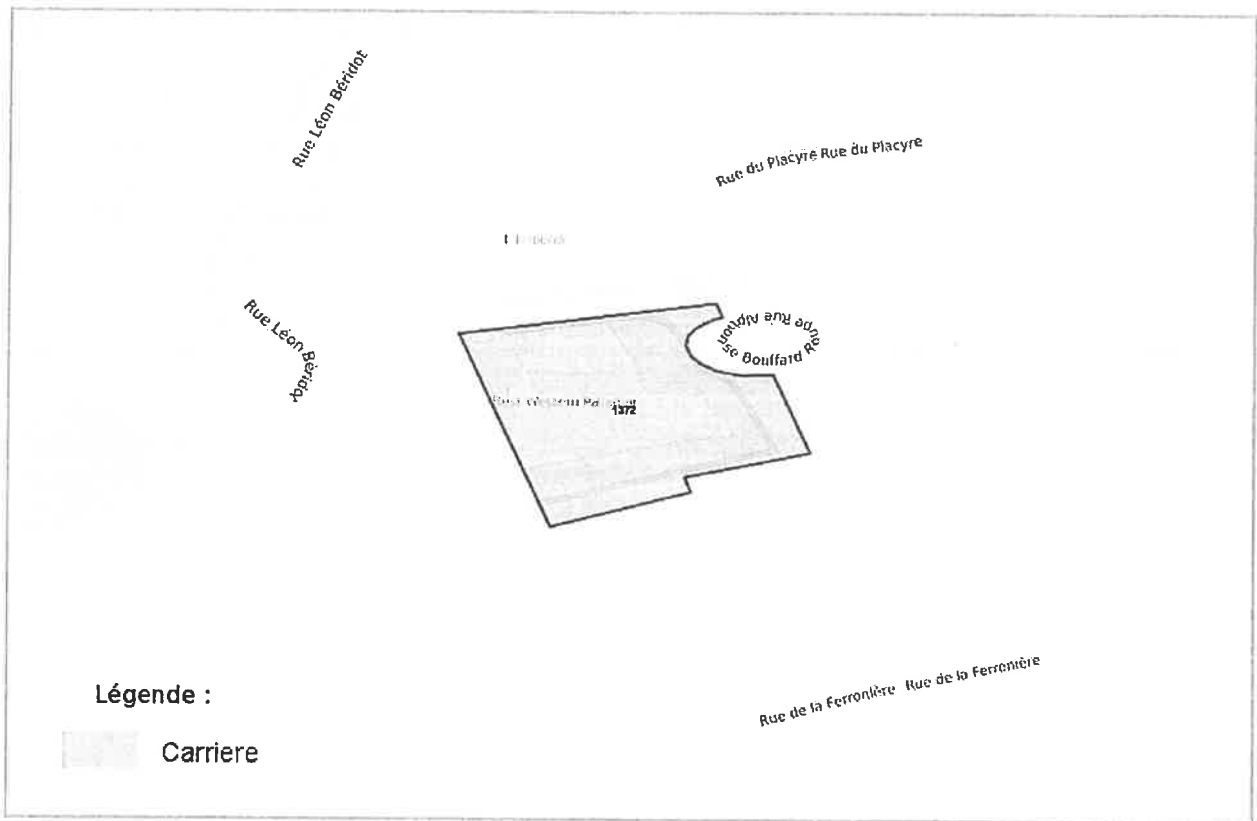 Rue Léon Béridot
Rue du Placyre Rue du Placyre
Rue Léon Béridot
1372
Rue de la Ferronière Rue de la Ferronière
Légende :
Carriere